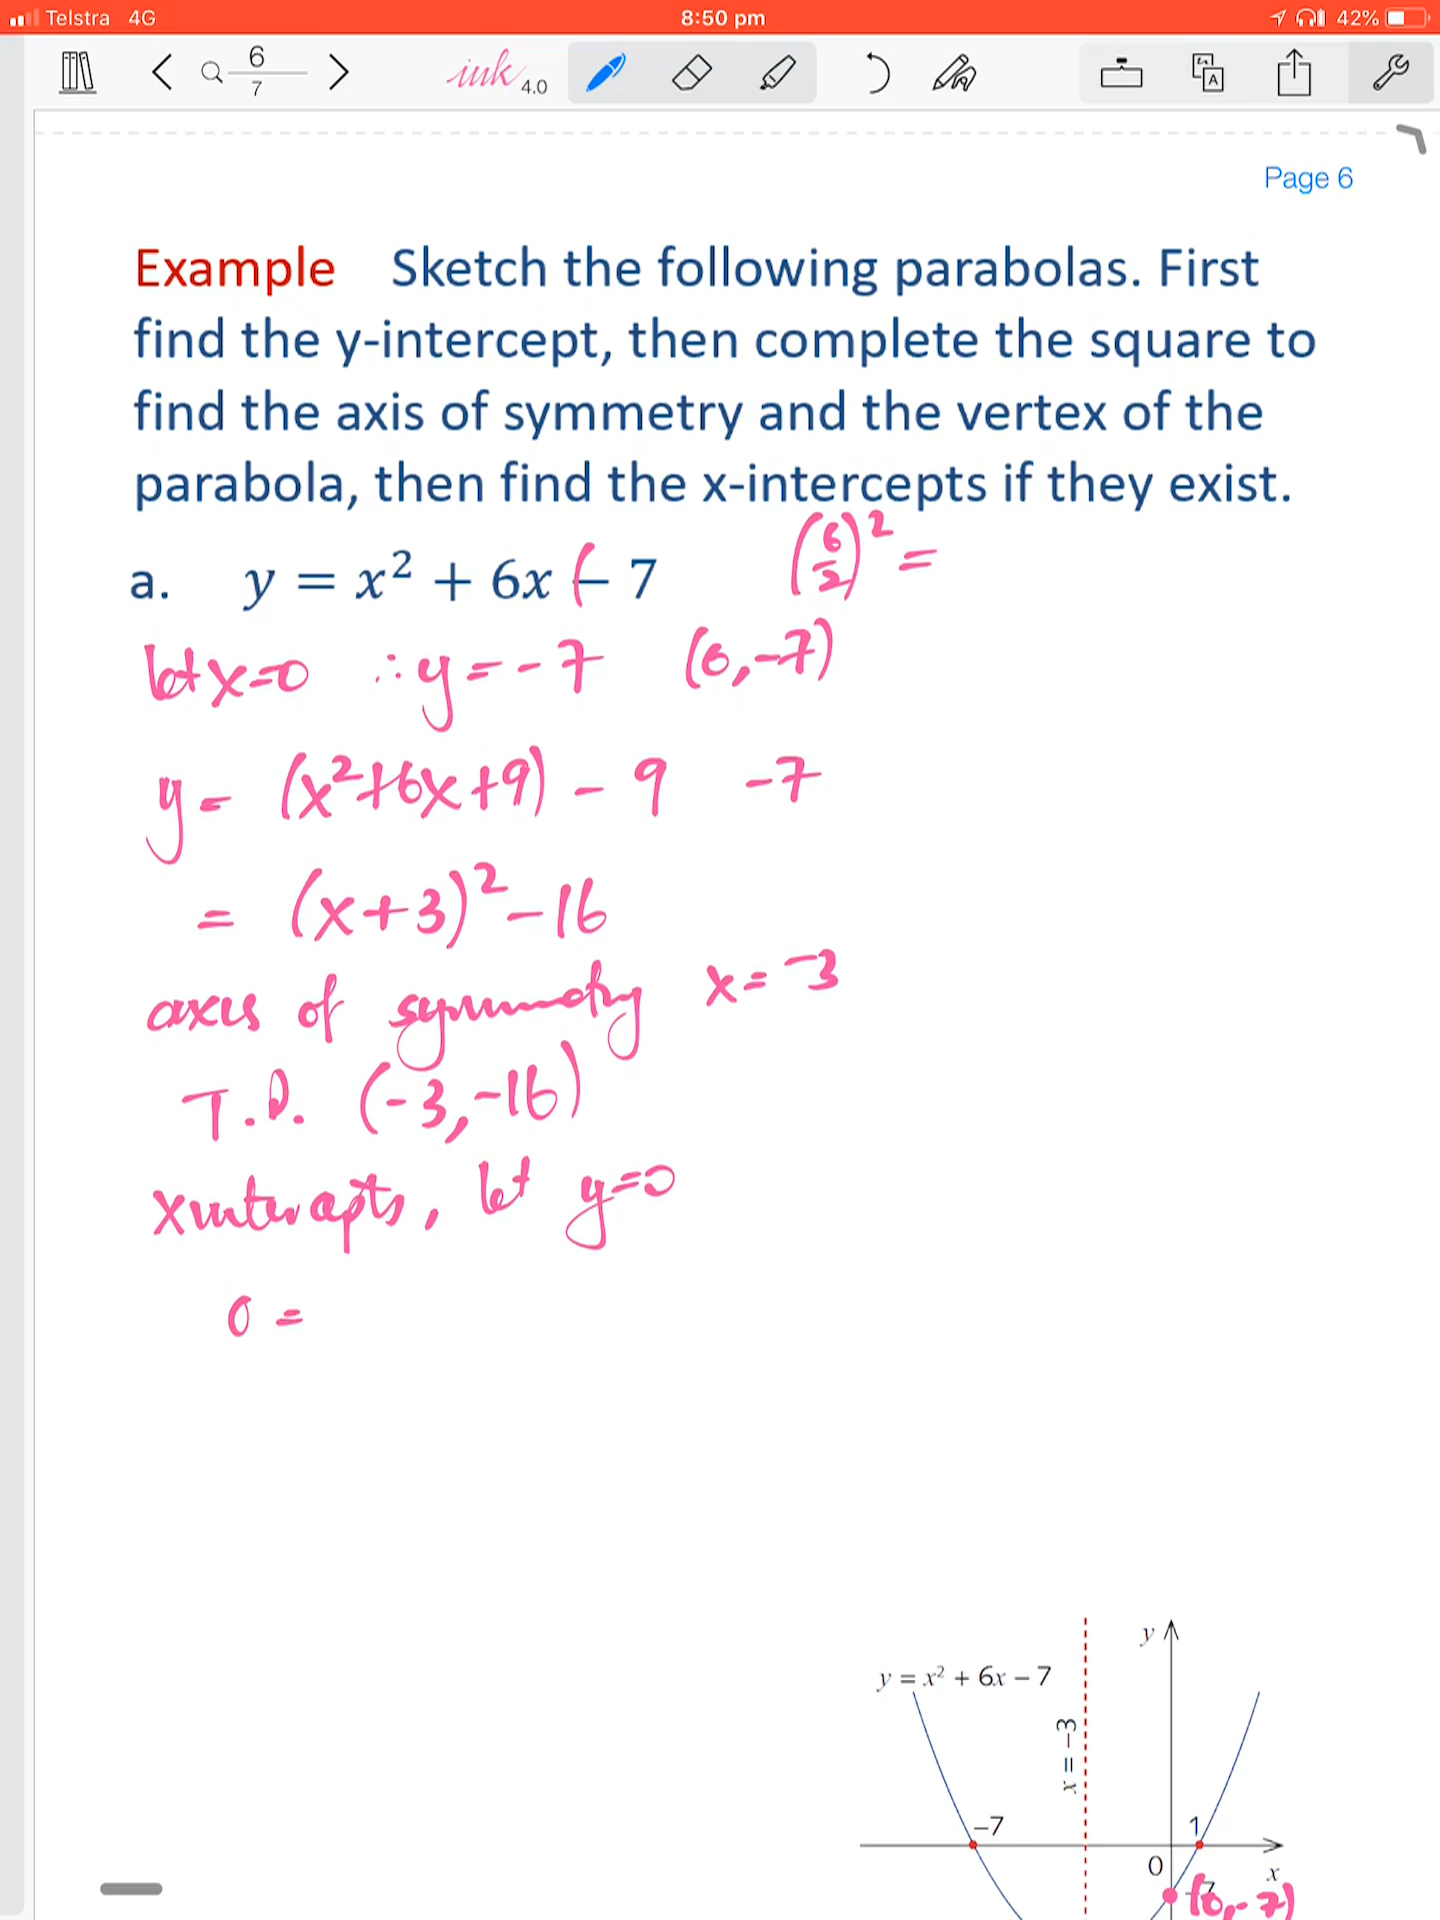 Telstra 4G 8:50 pm 42%
6
7
ink 4.0
A
Page 6
Example Sketch the following parabolas. First
find the y-intercept, then complete the square to
find the axis of symmetry and the vertex of the
parabola, then find the x-intercepts if they exist.
a. y = x² + 6x (− 7 (6/2)² =
let x=0 ∴ y = -7 (0,-7)
y = (x²+6x+9) - 9 -7
= (x+3)² -16
axis of symmetry x = -3
T.P. (-3,-16)
x intercepts, let y=0
0 =
y
y = x² + 6x − 7
x = −3
−7 1
0 x
(0,-7)